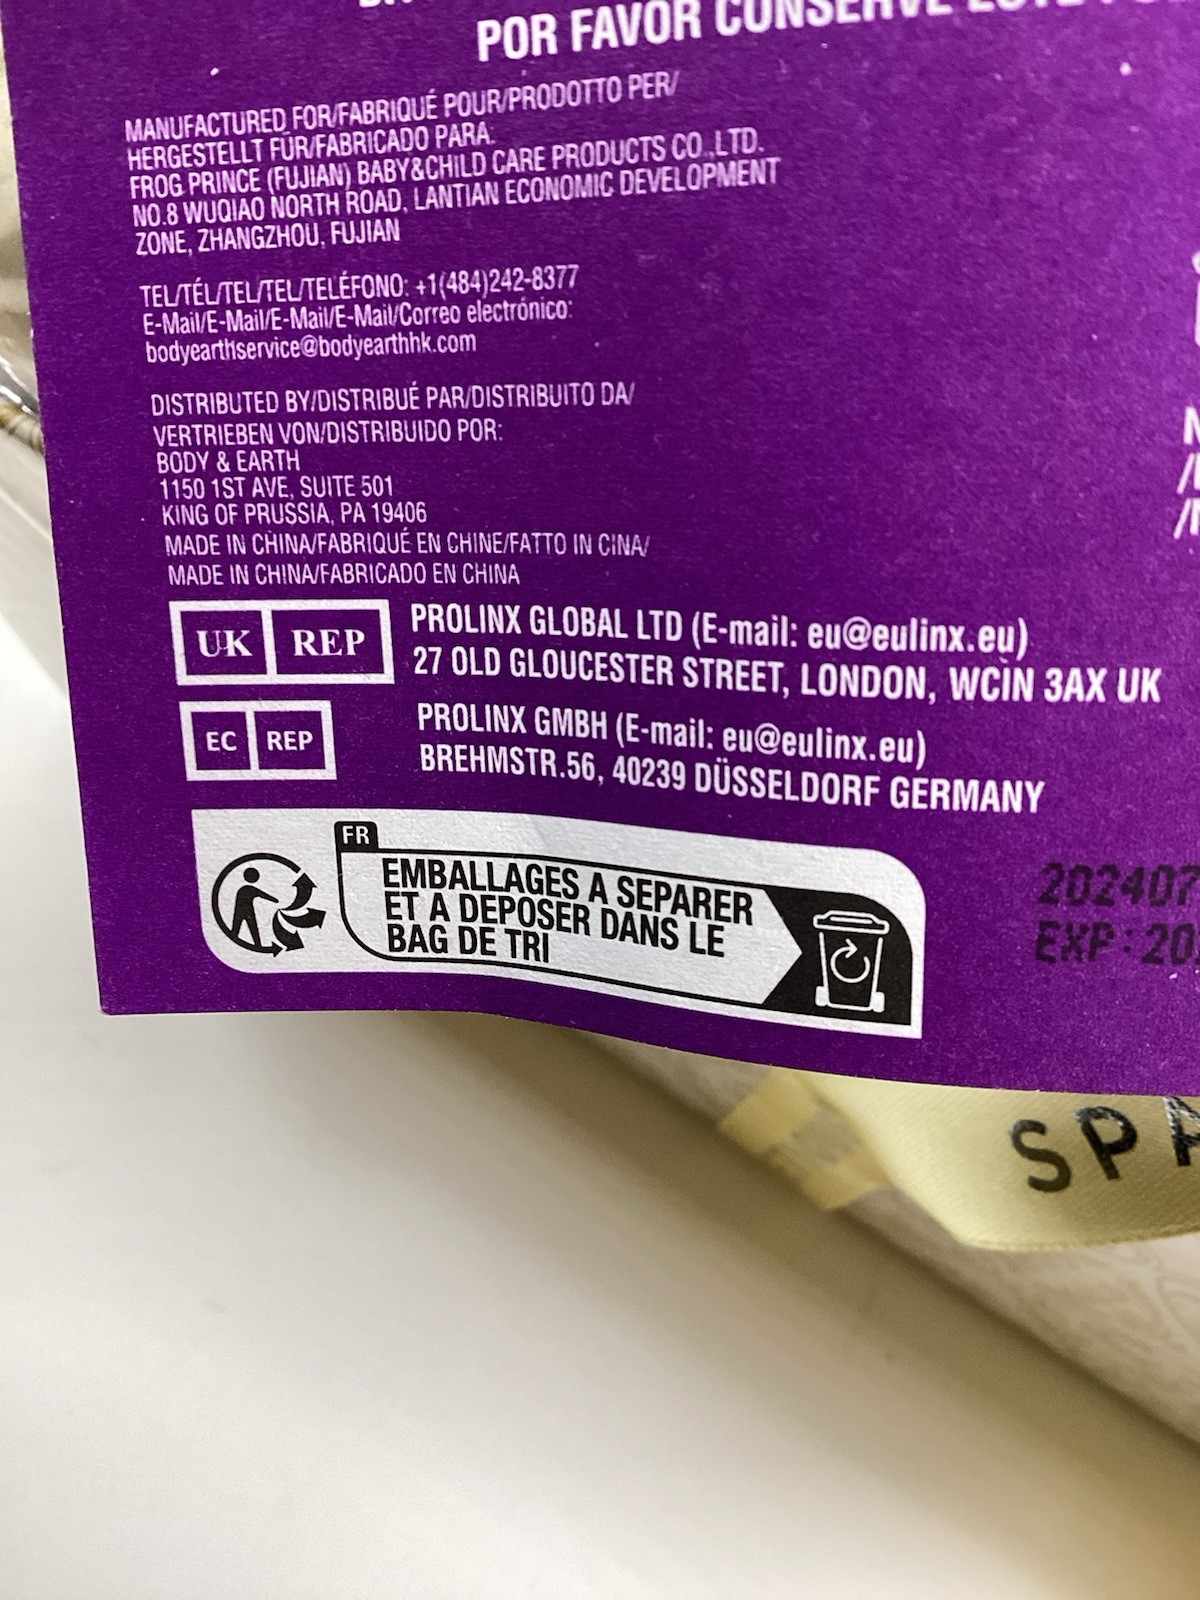 POR FAVOR CONSERVE
MANUFACTURED FOR/FABRIQUÉ POUR/PRODOTTO PER/
HERGESTELLT FÜR/FABRICADO PARA:
FROG PRINCE (FUJIAN) BABY&CHILD CARE PRODUCTS CO.,LTD.
NO.8 WUQIAO NORTH ROAD, LANTIAN ECONOMIC DEVELOPMENT
ZONE, ZHANGZHOU, FUJIAN
TEL/TÉL/TEL/TEL/TELÉFONO: +1(484)242-8377
E-Mail/E-Mail/E-Mail/E-Mail/Correo electrónico:
bodyearthservice@bodyearthhk.com
DISTRIBUTED BY/DISTRIBUÉ PAR/DISTRIBUITO DA/
VERTRIEBEN VON/DISTRIBUIDO POR:
BODY & EARTH
1150 1ST AVE, SUITE 501
KING OF PRUSSIA, PA 19406
MADE IN CHINA/FABRIQUÉ EN CHINE/FATTO IN CINA/
MADE IN CHINA/FABRICADO EN CHINA
UK REP PROLINX GLOBAL LTD (E-mail: eu@eulinx.eu)
27 OLD GLOUCESTER STREET, LONDON, WC1N 3AX UK
EC REP PROLINX GMBH (E-mail: eu@eulinx.eu)
BREHMSTR.56, 40239 DÜSSELDORF GERMANY
FR
EMBALLAGES A SEPARER
ET A DEPOSER DANS LE
BAG DE TRI
202407
EXP: 20
SPA